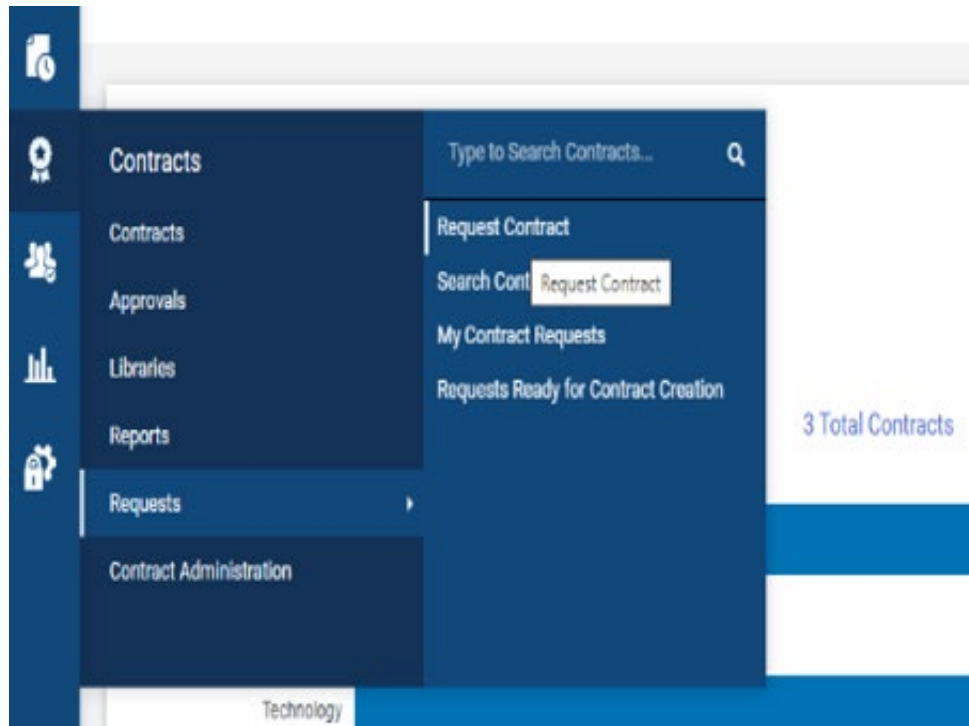 Contracts
Contracts
Approvals
Libraries
Reports
Requests
Contract Administration
Type to Search Contracts...
Request Contract
Search Cont
Request Contract
My Contract Requests
Requests Ready for Contract Creation
3 Total Contracts
Technology